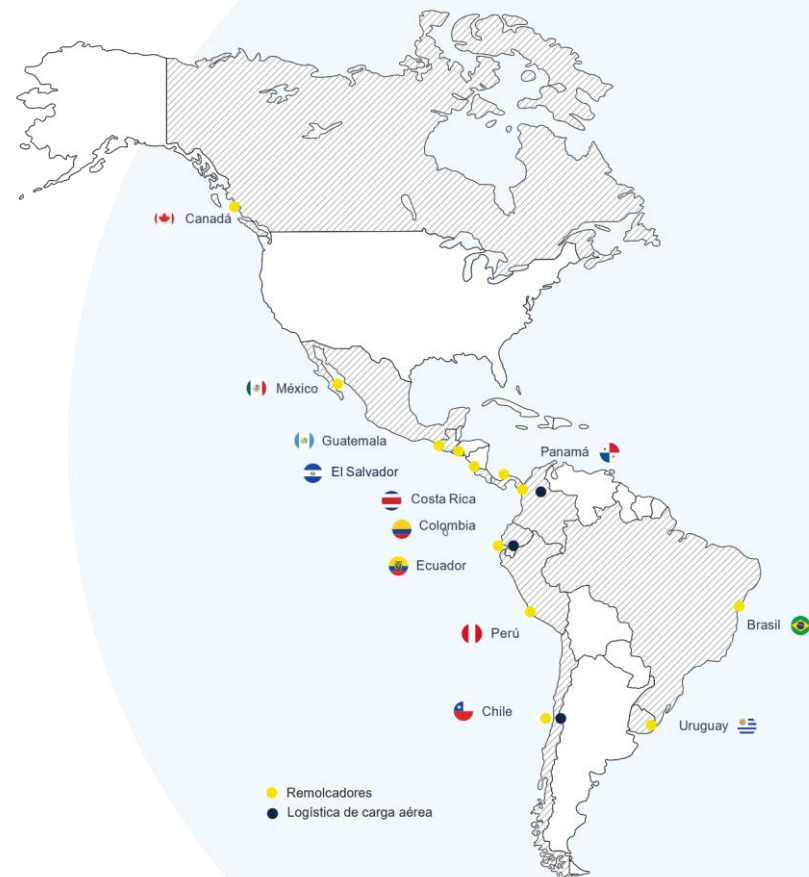 Canadá
México
Guatemala
Panamá
El Salvador
Costa Rica
Colombia
Ecuador
Brasil
Perú
Chile
Uruguay
Remolcadores
Logística de carga aérea